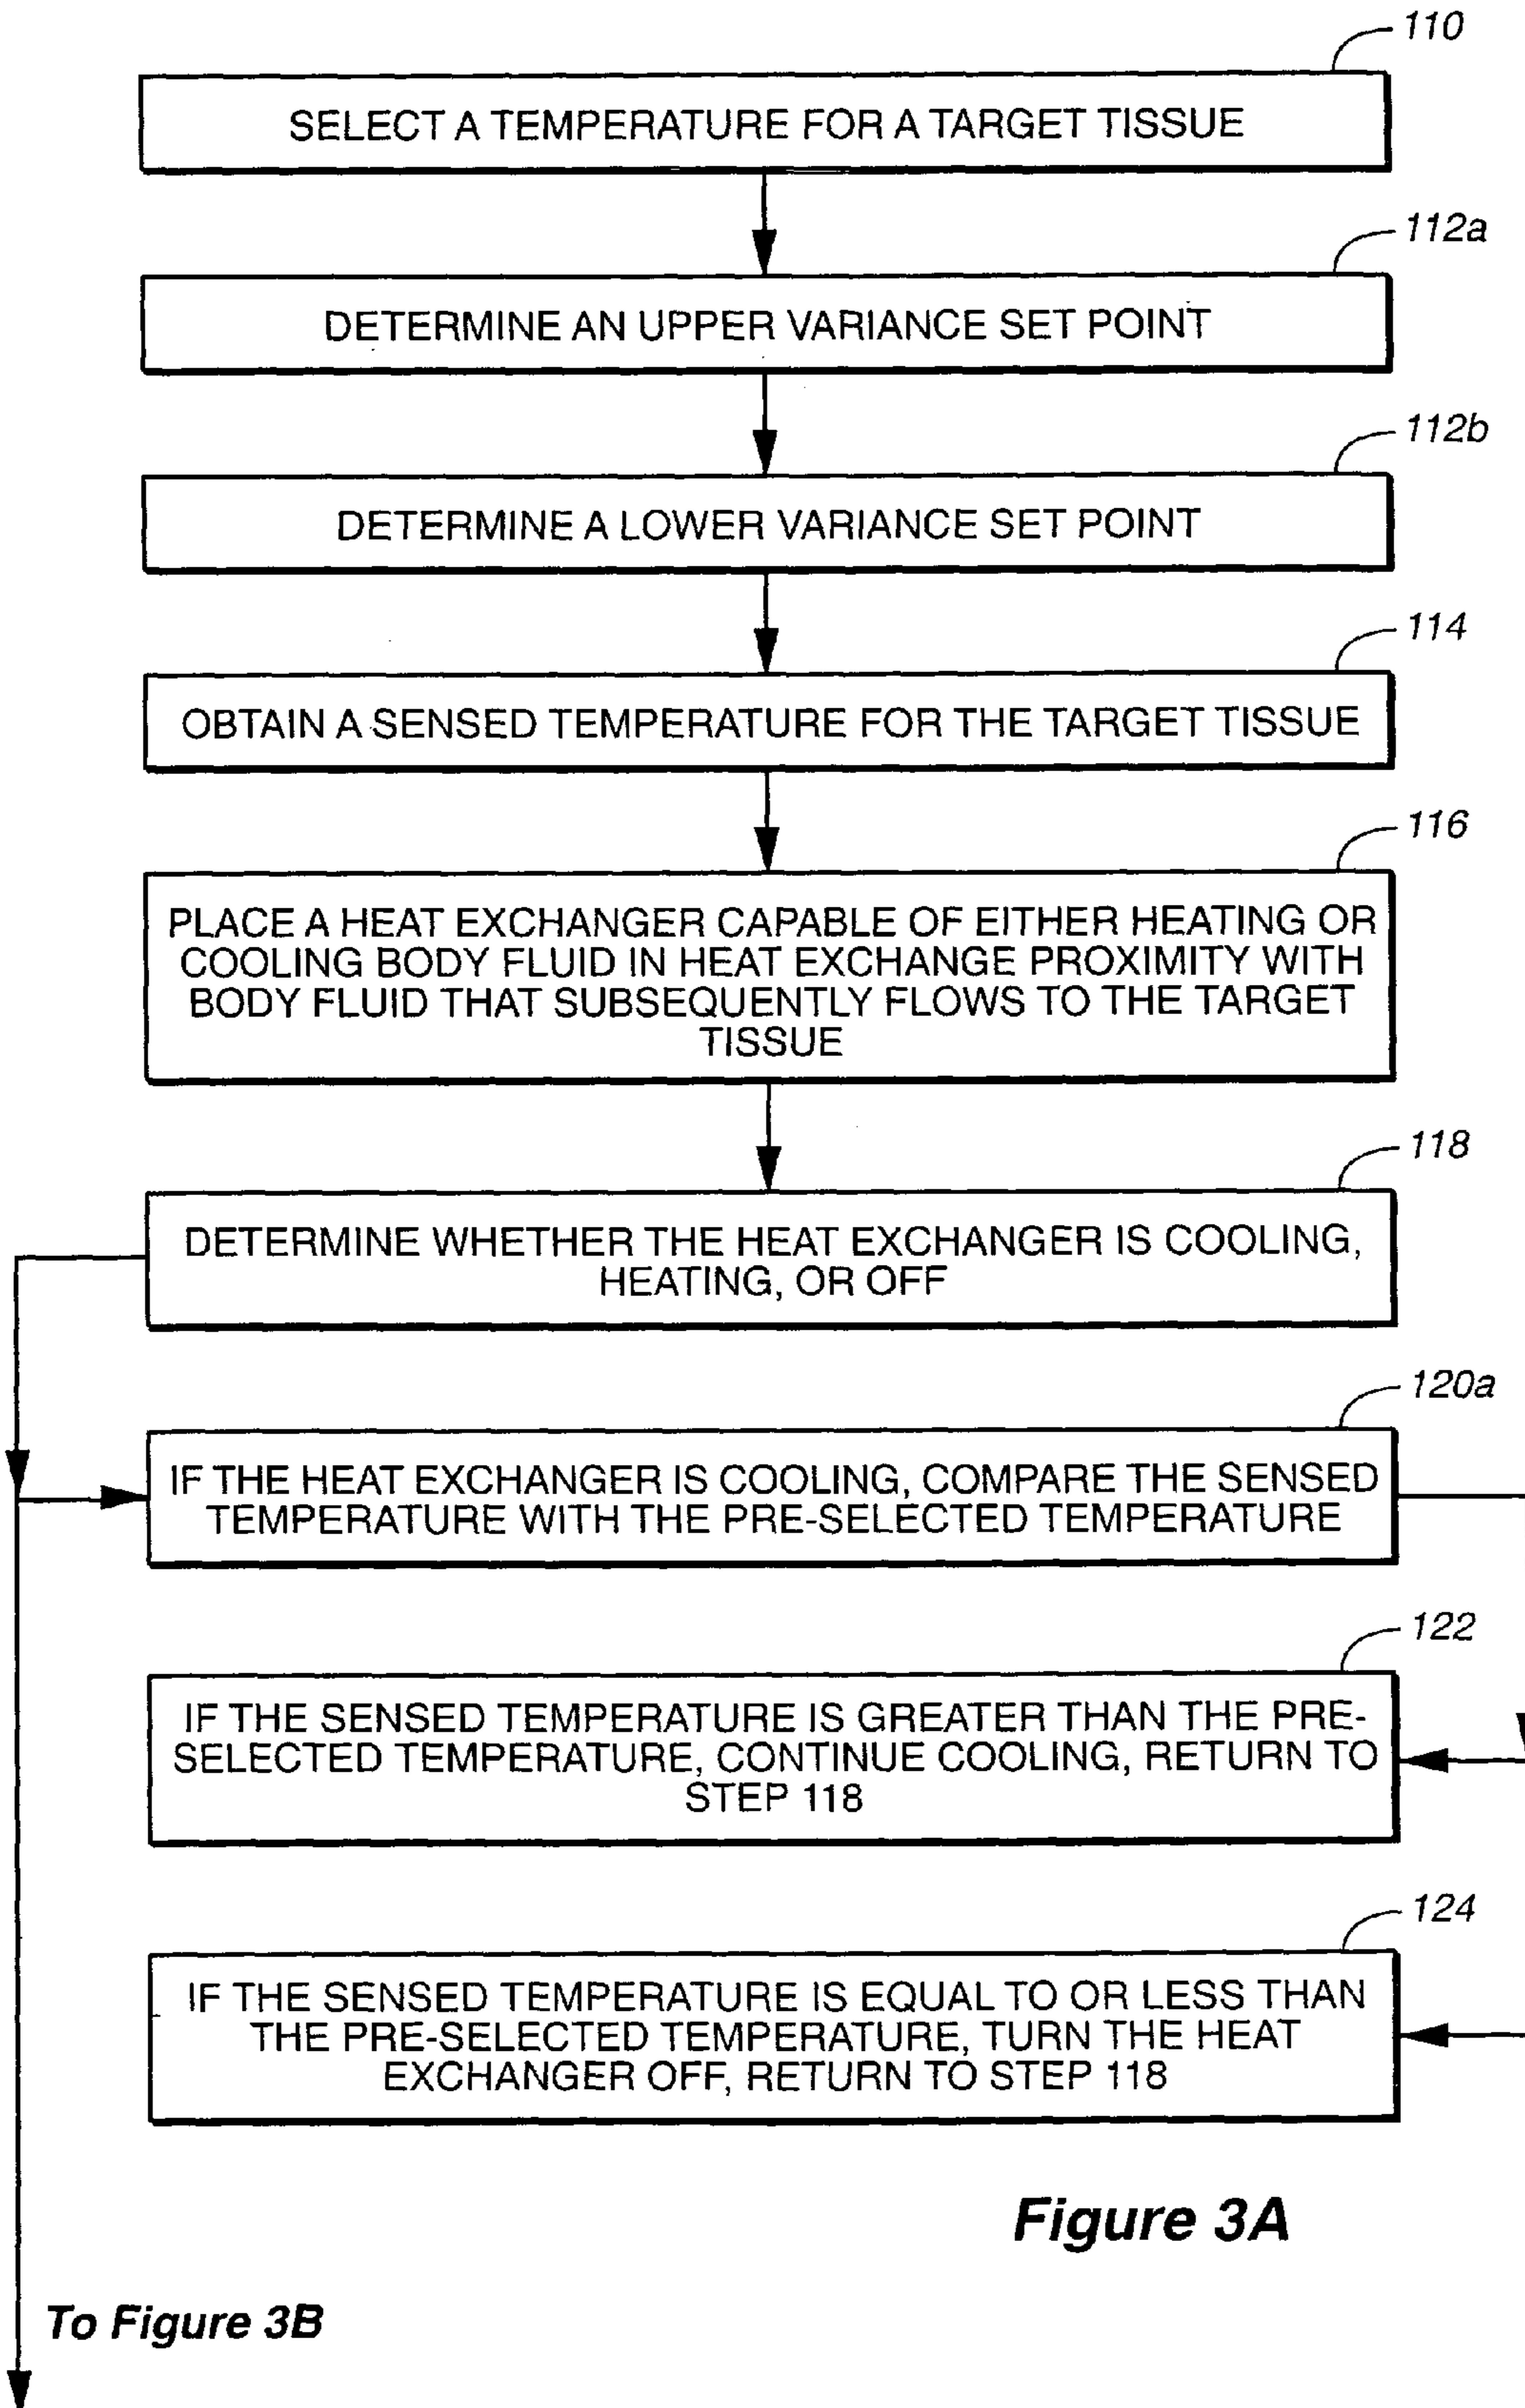 110
SELECT A TEMPERATURE FOR A TARGET TISSUE
112a
DETERMINE AN UPPER VARIANCE SET POINT
112b
DETERMINE A LOWER VARIANCE SET POINT
114
OBTAIN A SENSED TEMPERATURE FOR THE TARGET TISSUE
116
PLACE A HEAT EXCHANGER CAPABLE OF EITHER HEATING OR
COOLING BODY FLUID IN HEAT EXCHANGE PROXIMITY WITH
BODY FLUID THAT SUBSEQUENTLY FLOWS TO THE TARGET
TISSUE
118
DETERMINE WHETHER THE HEAT EXCHANGER IS COOLING,
HEATING, OR OFF
120a
IF THE HEAT EXCHANGER IS COOLING, COMPARE THE SENSED
TEMPERATURE WITH THE PRE-SELECTED TEMPERATURE
122
IF THE SENSED TEMPERATURE IS GREATER THAN THE PRE-
SELECTED TEMPERATURE, CONTINUE COOLING, RETURN TO
STEP 118
124
IF THE SENSED TEMPERATURE IS EQUAL TO OR LESS THAN
THE PRE-SELECTED TEMPERATURE, TURN THE HEAT
EXCHANGER OFF, RETURN TO STEP 118
Figure 3A
To Figure 3B